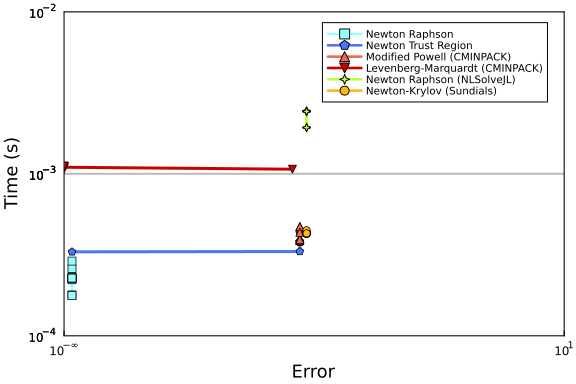 10⁻²
Newton Raphson
Newton Trust Region
Modified Powell (CMINPACK)
Levenberg-Marquardt (CMINPACK)
Newton Raphson (NLSolveJL)
Newton-Krylov (Sundials)
Time (s)
10⁻³
10⁻⁴
10⁻∞
10¹
Error